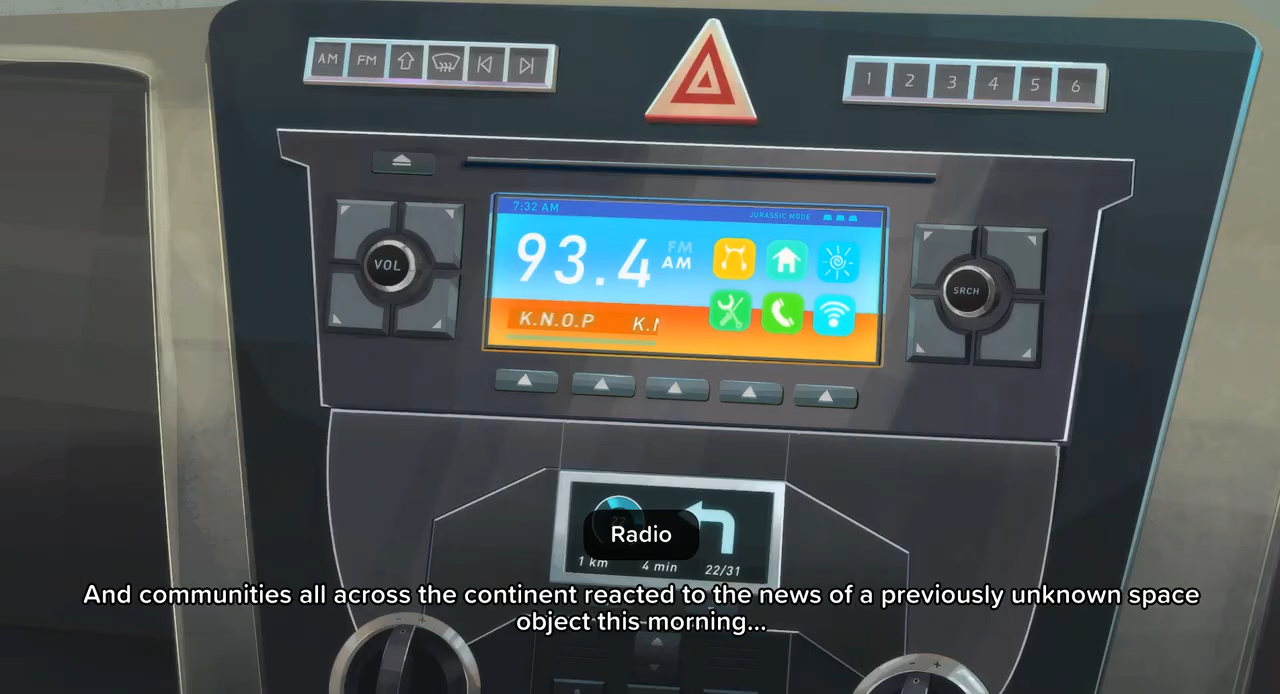 AM FM
1 2 3 4 5 6
7:32 AM JURASSIC MODE
93.4 FM
AM
VOL
SRCH
K.N.O.P K.N
22
Radio
1 km 4 min 22/31
And communities all across the continent reacted to the news of a previously unknown space
object this morning...